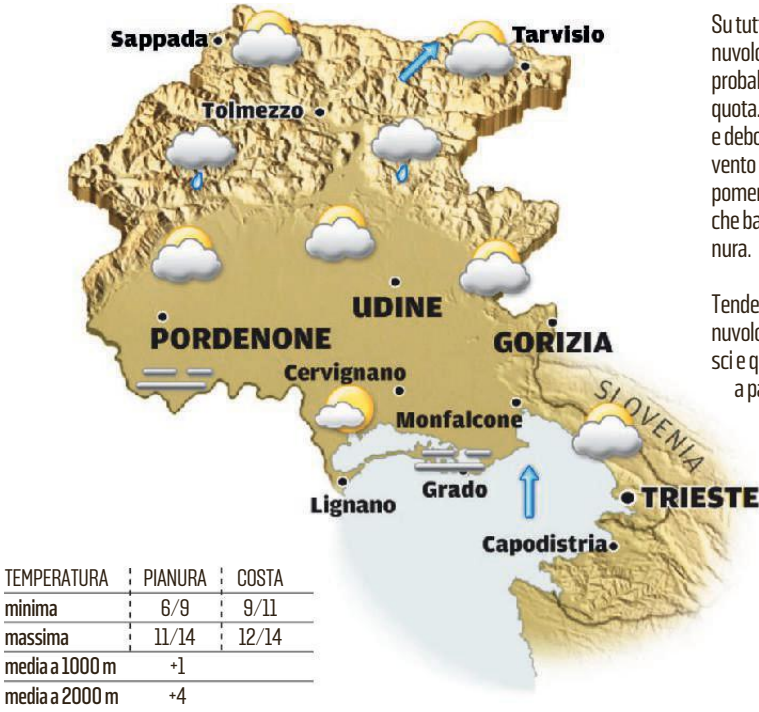 Sappada
Tarvisio
Tolmezzo
UDINE
PORDENONE
GORIZIA
Cervignano
SLOVENIA
Monfalcone
Grado
Lignano
TRIESTE
Capodistria
TEMPERATURA PIANURA COSTA
minima 6/9 9/11
massima 11/14 12/14
media a 1000 m +1
media a 2000 m +4
Su tut
nuvolo
probal
quota.
e debo
vento
pomer
che ba
nura.
Tende
nuvolo
sci e q
a pa